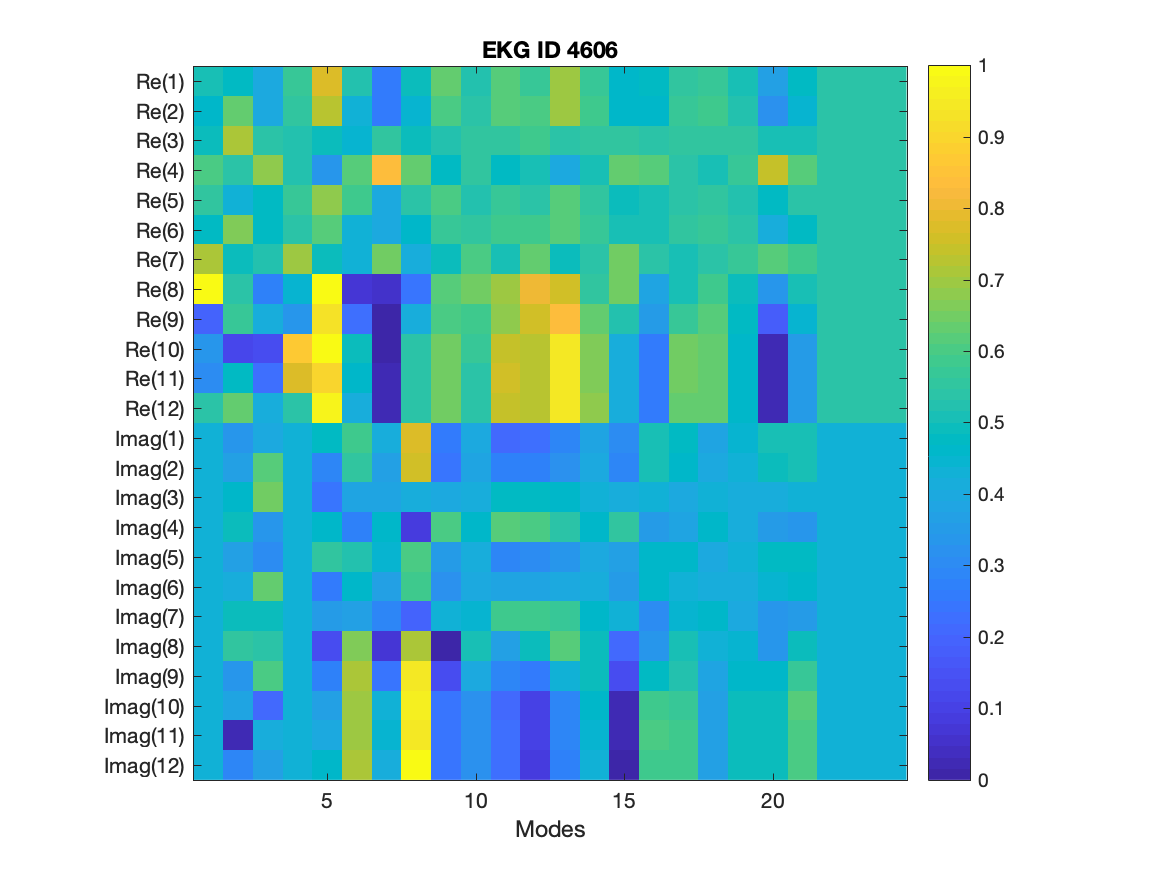 EKG ID 4606
Re(1)
Re(2)
Re(3)
Re(4)
Re(5)
Re(6)
Re(7)
Re(8)
Re(9)
Re(10)
Re(11)
Re(12)
Imag(1)
Imag(2)
Imag(3)
Imag(4)
Imag(5)
Imag(6)
Imag(7)
Imag(8)
Imag(9)
Imag(10)
Imag(11)
Imag(12)
5 10 15 20
Modes
1
0.9
0.8
0.7
0.6
0.5
0.4
0.3
0.2
0.1
0